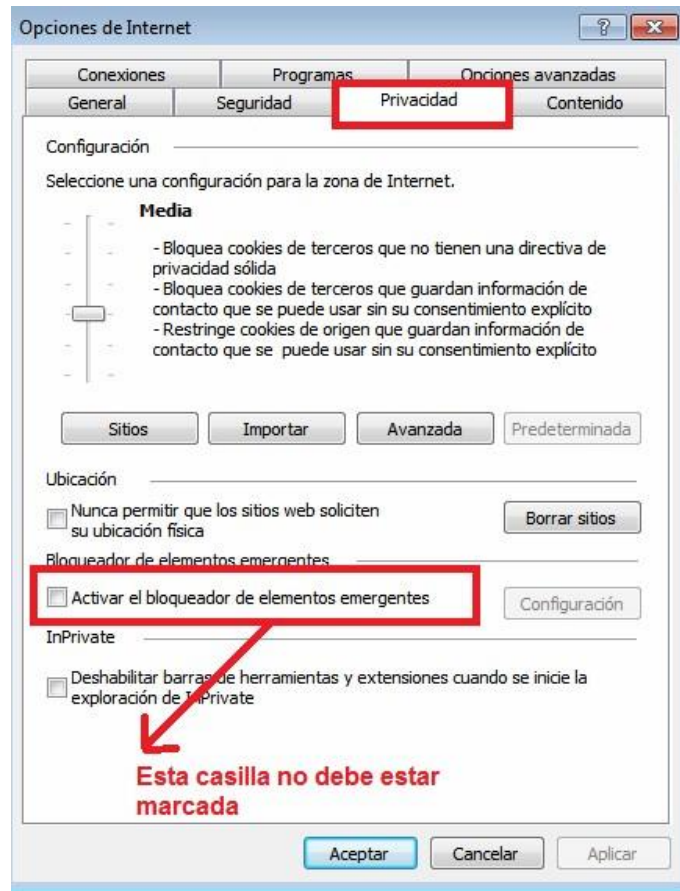 Opciones de Internet
Conexiones Programas Opciones avanzadas
General Seguridad Privacidad Contenido
Configuración
Seleccione una configuración para la zona de Internet.
Media
- Bloquea cookies de terceros que no tienen una directiva de
privacidad sólida
- Bloquea cookies de terceros que guardan información de
contacto que se puede usar sin su consentimiento explícito
- Restringe cookies de origen que guardan información de
contacto que se puede usar sin su consentimiento explícito
Sitios Importar Avanzada Predeterminada
Ubicación
Nunca permitir que los sitios web soliciten
su ubicación física
Borrar sitios
Bloqueador de elementos emergentes
Activar el bloqueador de elementos emergentes
Configuración
InPrivate
Deshabilitar barras de herramientas y extensiones cuando se inicie la
exploración de InPrivate
Esta casilla no debe estar
marcada
Aceptar Cancelar Aplicar